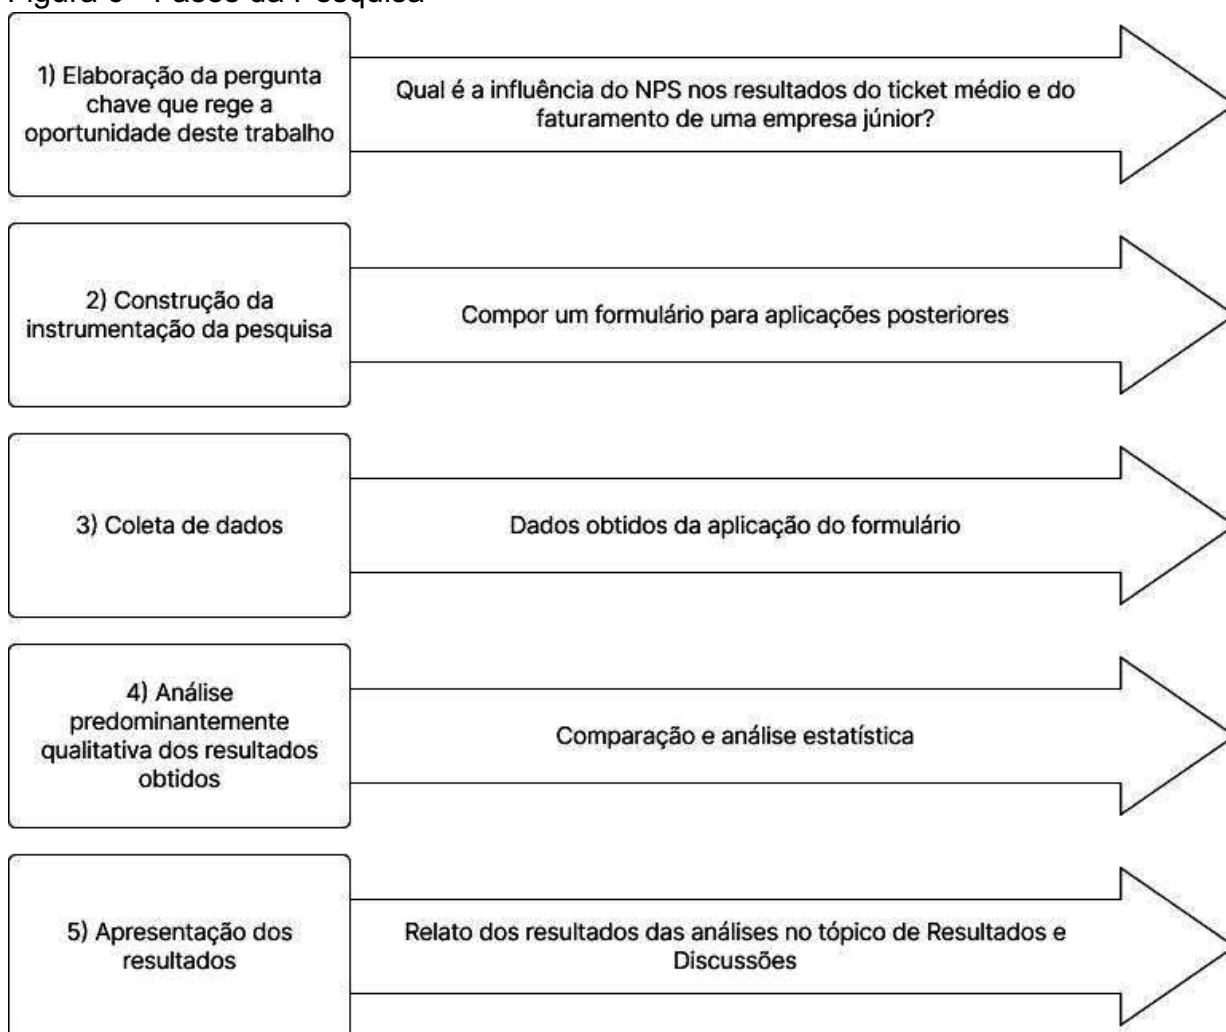 1) Elaboração da pergunta
chave que rege a
oportunidade deste trabalho
Qual é a influência do NPS nos resultados do ticket médio e do
faturamento de uma empresa júnior?
2) Construção da
instrumentação da pesquisa
Compor um formulário para aplicações posteriores
3) Coleta de dados
Dados obtidos da aplicação do formulário
4) Análise
predominantemente
qualitativa dos resultados
obtidos
Comparação e análise estatística
5) Apresentação dos
resultados
Relato dos resultados das análises no tópico de Resultados e
Discussões